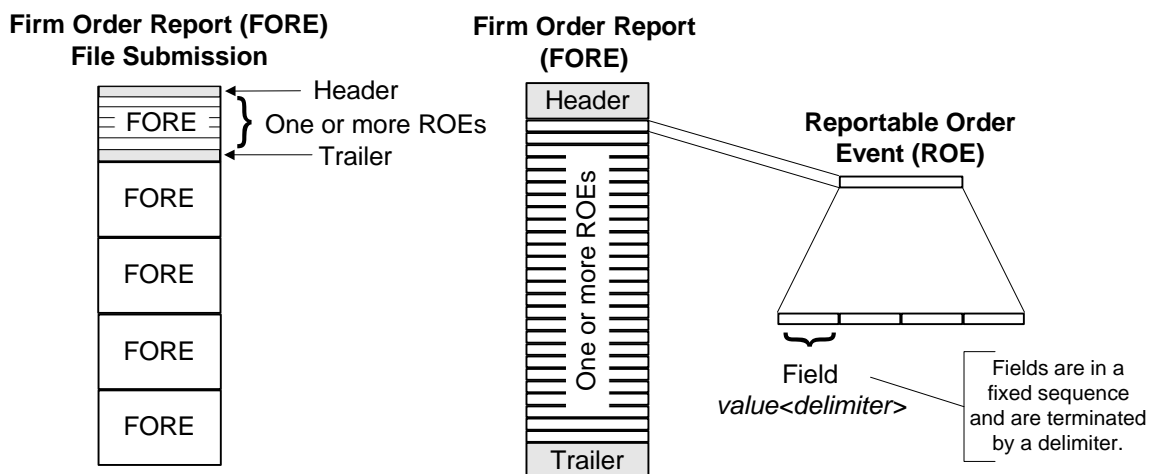 Firm Order Report (FORE)
File Submission
Header
FORE
One or more ROEs
Trailer
FORE
FORE
FORE
FORE
Firm Order Report
(FORE)
Header
One or more ROEs
Trailer
Reportable Order
Event (ROE)
Field
value<delimiter>
Fields are in a
fixed sequence
and are terminated
by a delimiter.